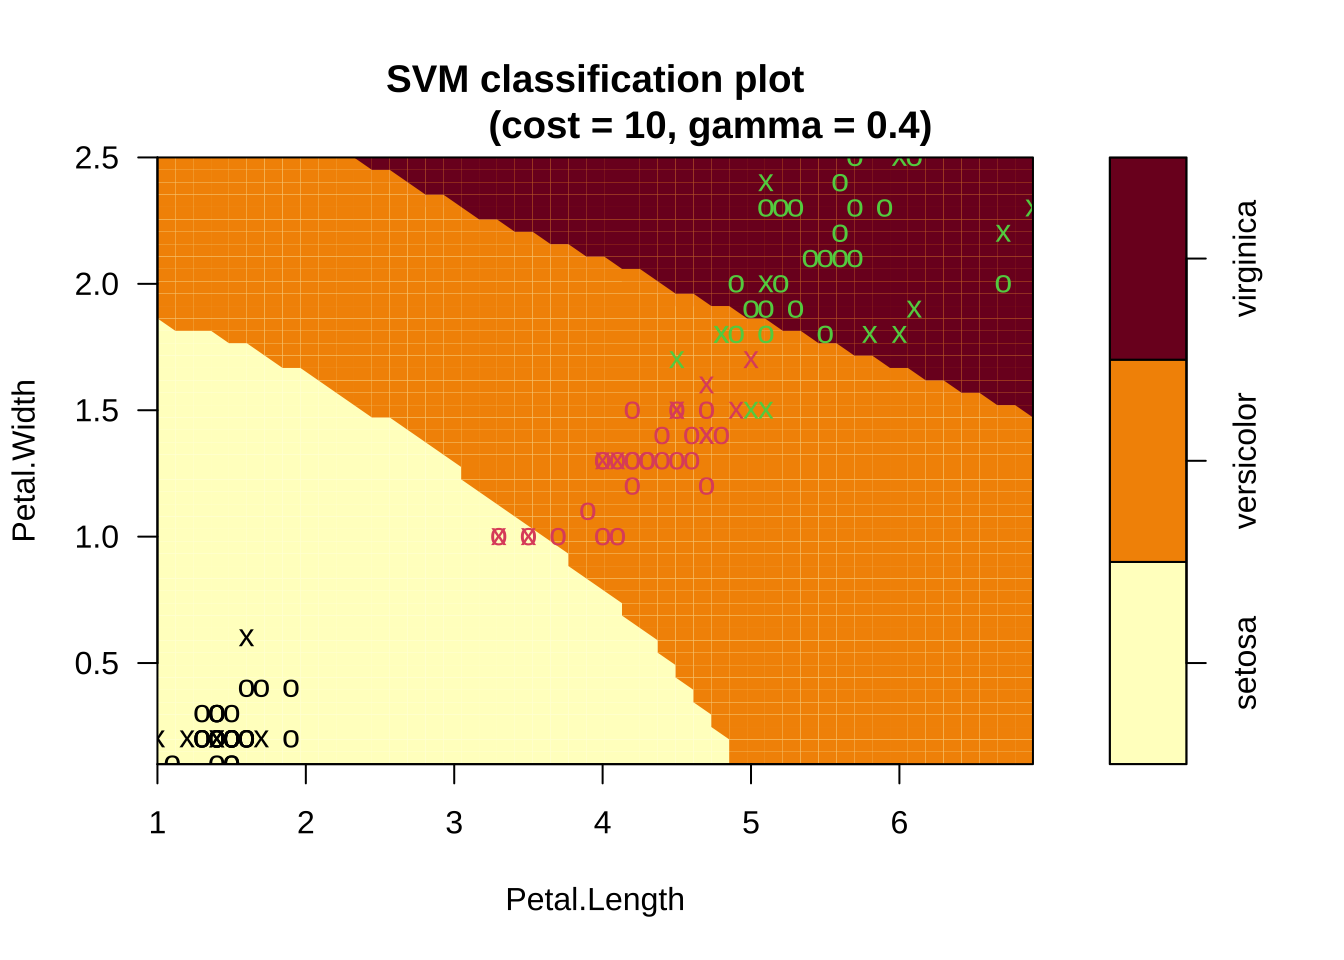 SVM classification plot
(cost = 10, gamma = 0.4)
2.5
2.0
1.5
1.0
0.5
Petal.Width
1 2 3 4 5 6
Petal.Length
virginica
versicolor
setosa